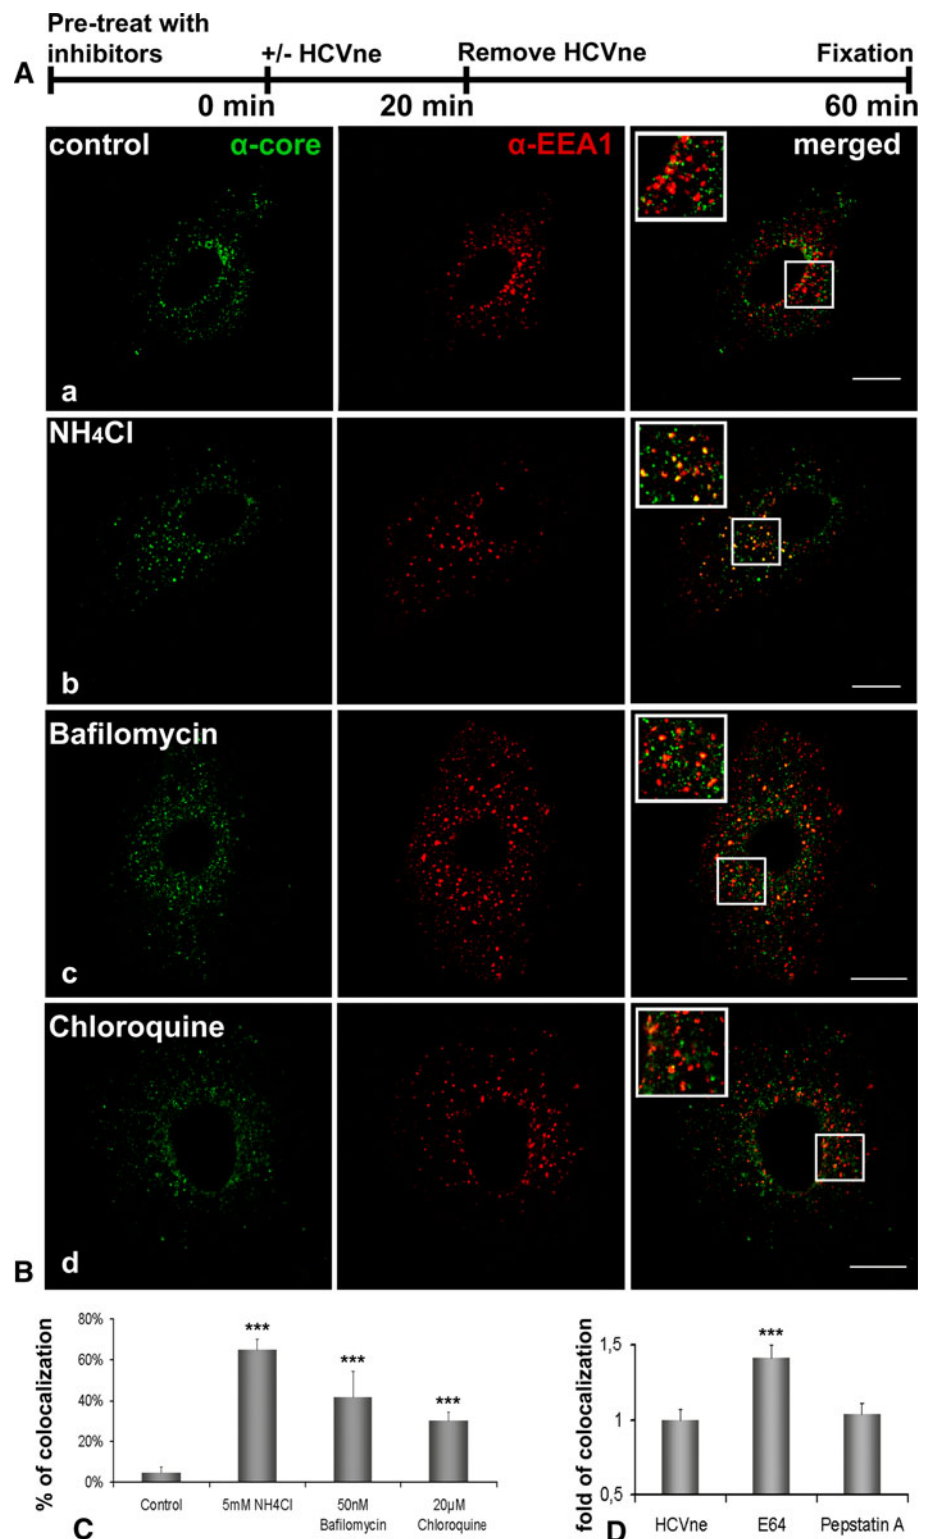 Pre-treat with
inhibitors
+/- HCVne
Remove HCVne
Fixation
A
0 min
20 min
60 min
control
α-core
α-EEA1
merged
a
NH₄Cl
b
Bafilomycin
c
Chloroquine
d
B
% of colocalization
80%
60%
40%
20%
0%
***
***
***
Control
5mM NH4Cl
50nM
Bafilomycin
20µM
Chloroquine
C
fold of colocalization
1,5
1
0,5
***
HCVne
E64
Pepstatin A
D